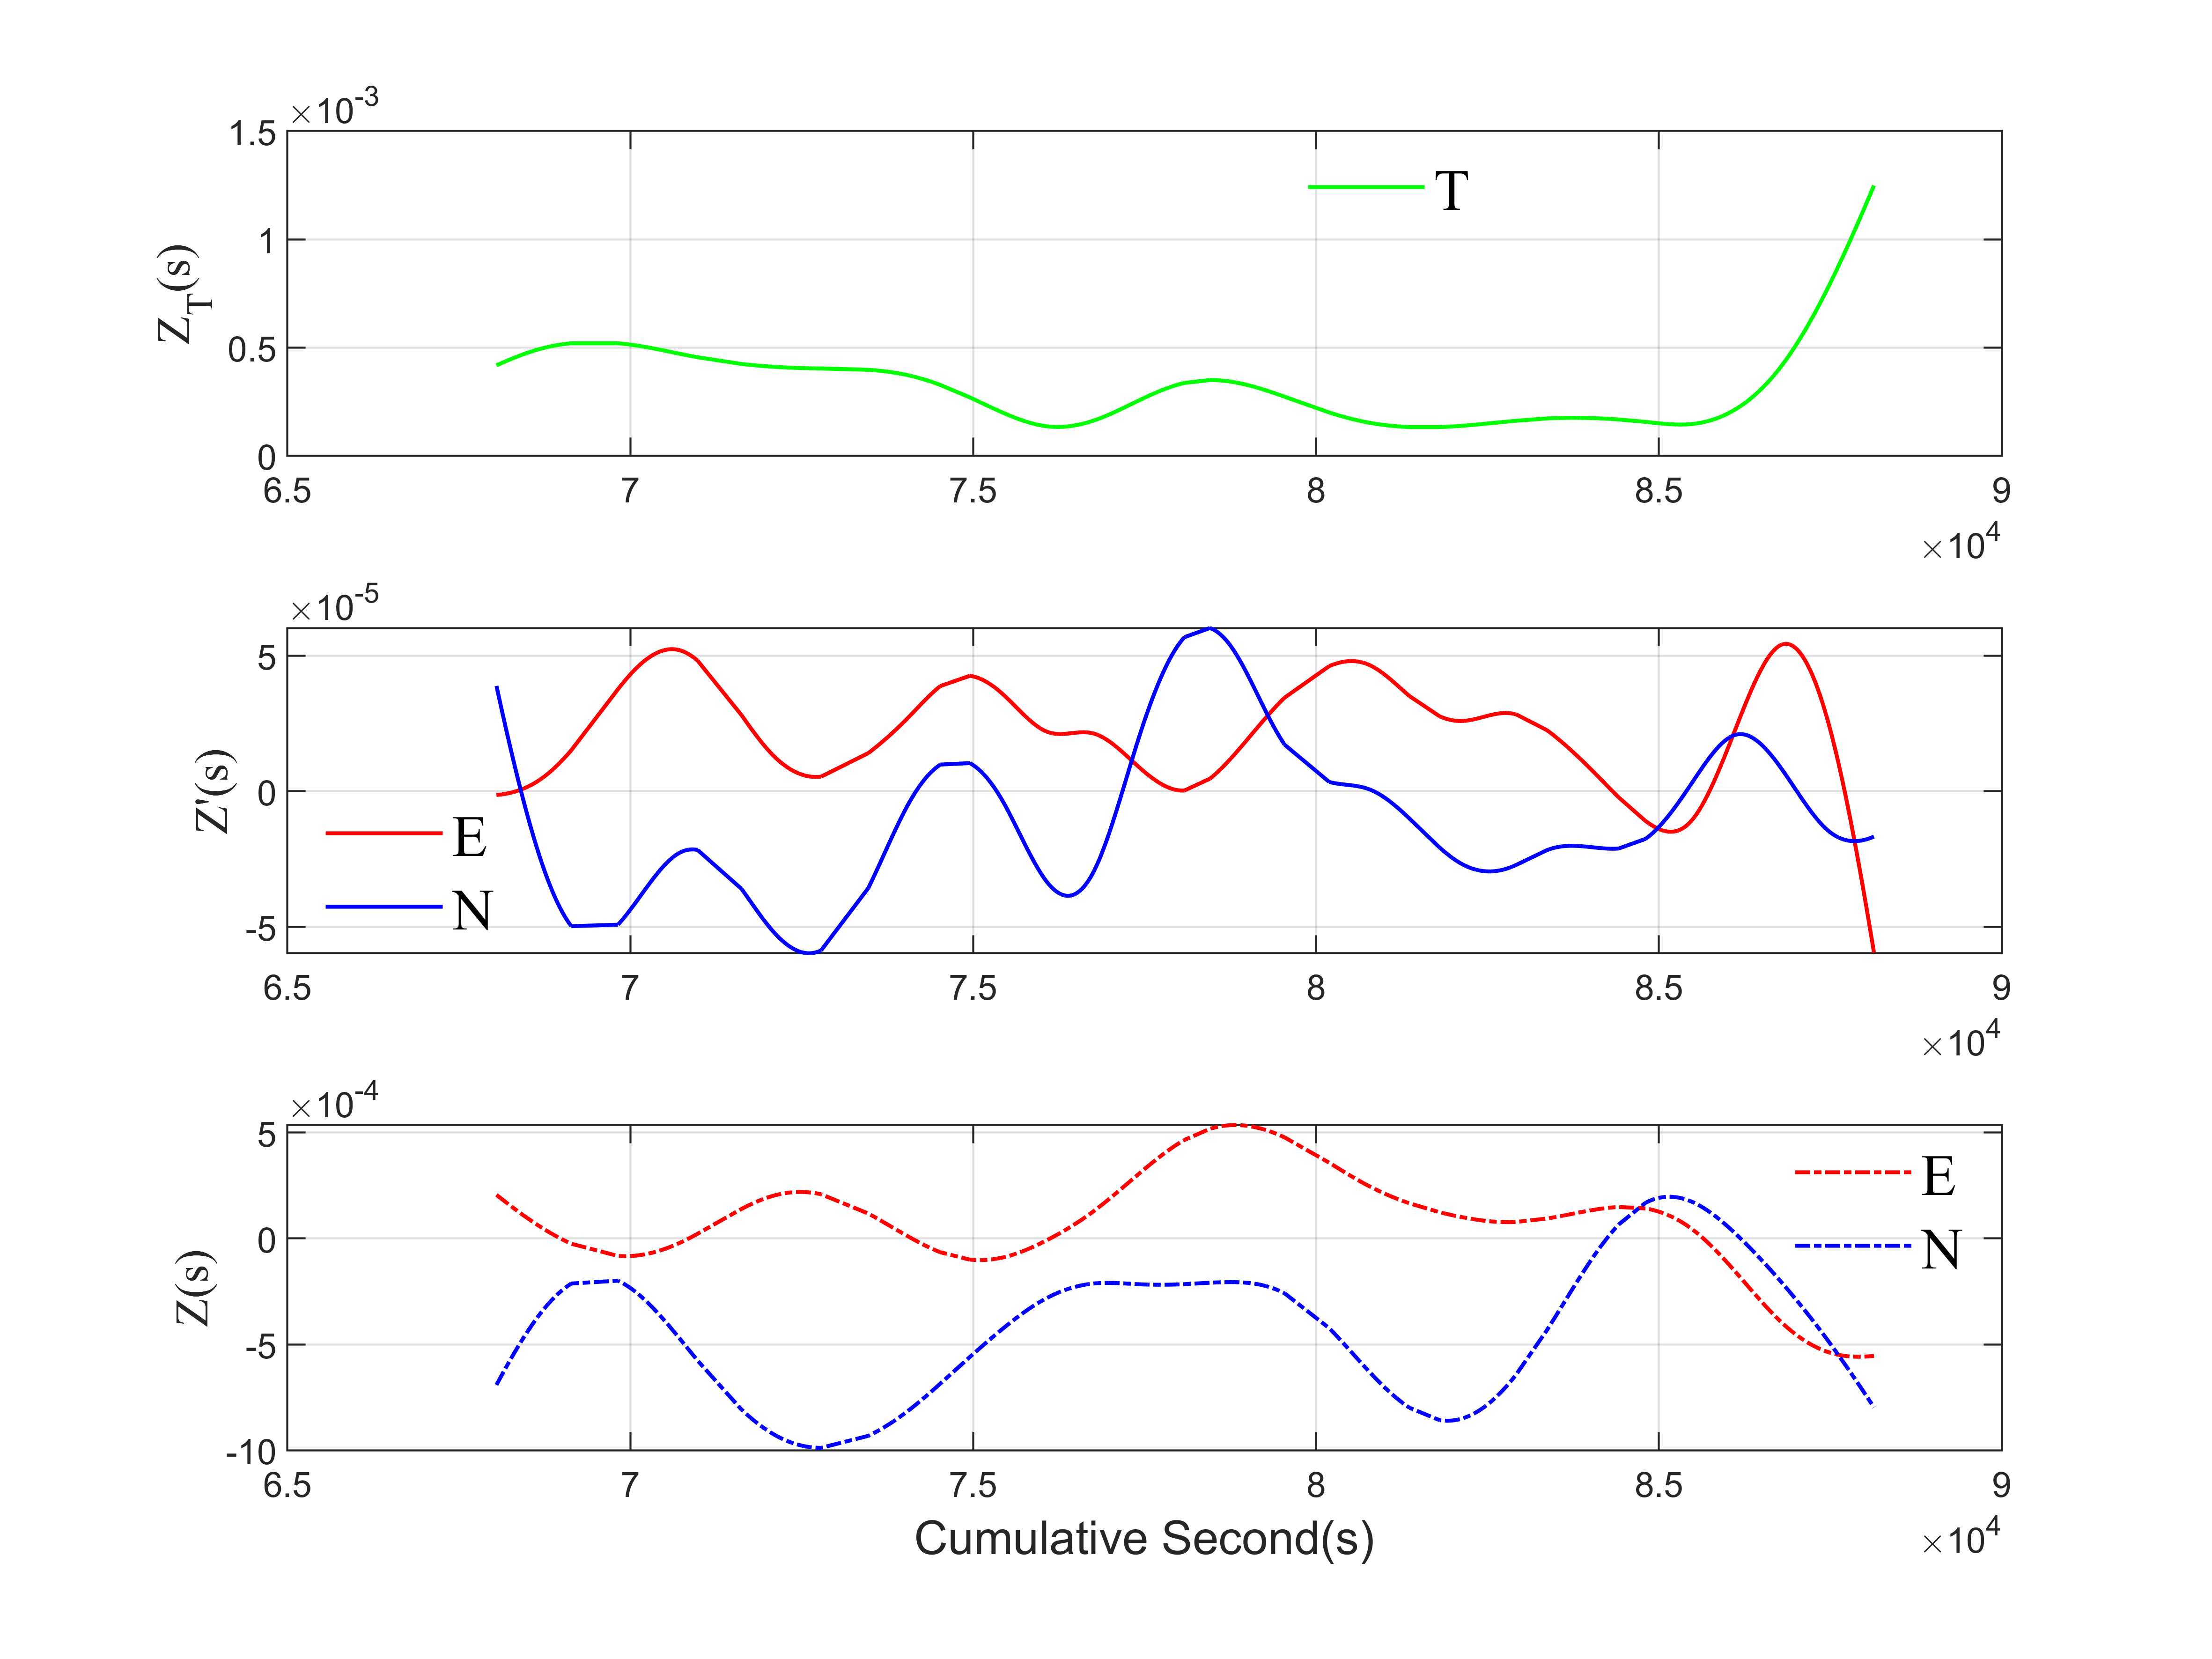 ×10-3
1.5
1
0.5
0
Z_T(s)
T
6.5 7 7.5 8 8.5 9
×10^4
×10-5
5
0
-5
Z'(s)
E
N
6.5 7 7.5 8 8.5 9
×10^4
×10-4
5
0
-5
-10
Z(s)
E
N
6.5 7 7.5 8 8.5 9
Cumulative Second(s)
×10^4